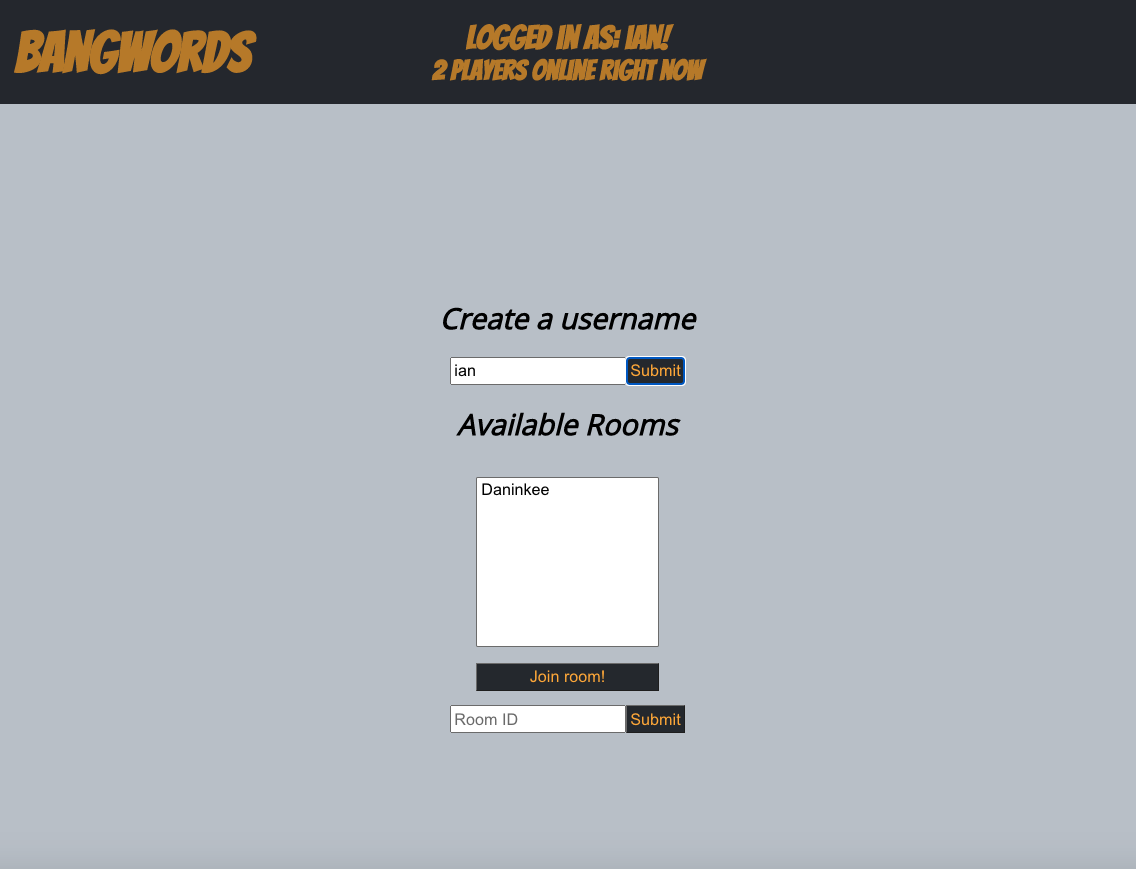 BANGWORDS
LOGGED IN AS: IAN!
2 PLAYERS ONLINE RIGHT NOW
Create a username
ian Submit
Available Rooms
Daninkee
Join room!
Room ID Submit